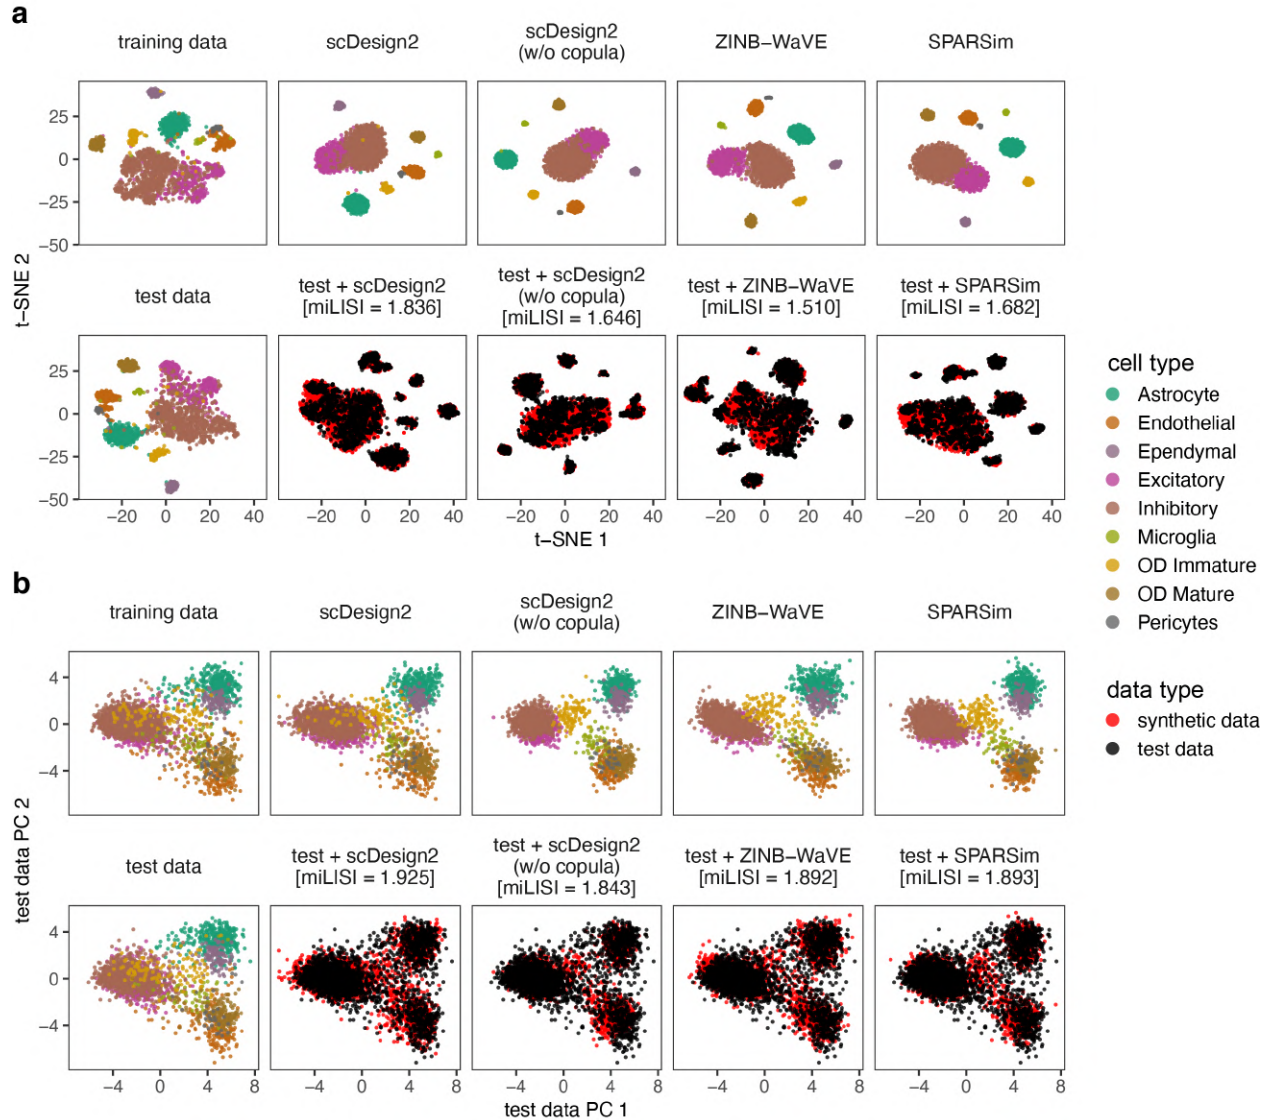 a
training data
scDesign2
scDesign2
(w/o copula)
ZINB−WaVE
SPARSim
25
0
−25
−50
t−SNE 2
test data
test + scDesign2
[miLISI = 1.836]
test + scDesign2
(w/o copula)
[miLISI = 1.646]
test + ZINB−WaVE
[miLISI = 1.510]
test + SPARSim
[miLISI = 1.682]
25
0
−25
−50
−20 0 20 40
−20 0 20 40
−20 0 20 40
−20 0 20 40
−20 0 20 40
t−SNE 1
b
training data
scDesign2
scDesign2
(w/o copula)
ZINB−WaVE
SPARSim
4
0
−4
test data PC 2
test data
test + scDesign2
[miLISI = 1.925]
test + scDesign2
(w/o copula)
[miLISI = 1.843]
test + ZINB−WaVE
[miLISI = 1.892]
test + SPARSim
[miLISI = 1.893]
4
0
−4
−4 0 4 8
−4 0 4 8
−4 0 4 8
−4 0 4 8
−4 0 4 8
test data PC 1
cell type
Astrocyte
Endothelial
Ependymal
Excitatory
Inhibitory
Microglia
OD Immature
OD Mature
Pericytes
data type
synthetic data
test data